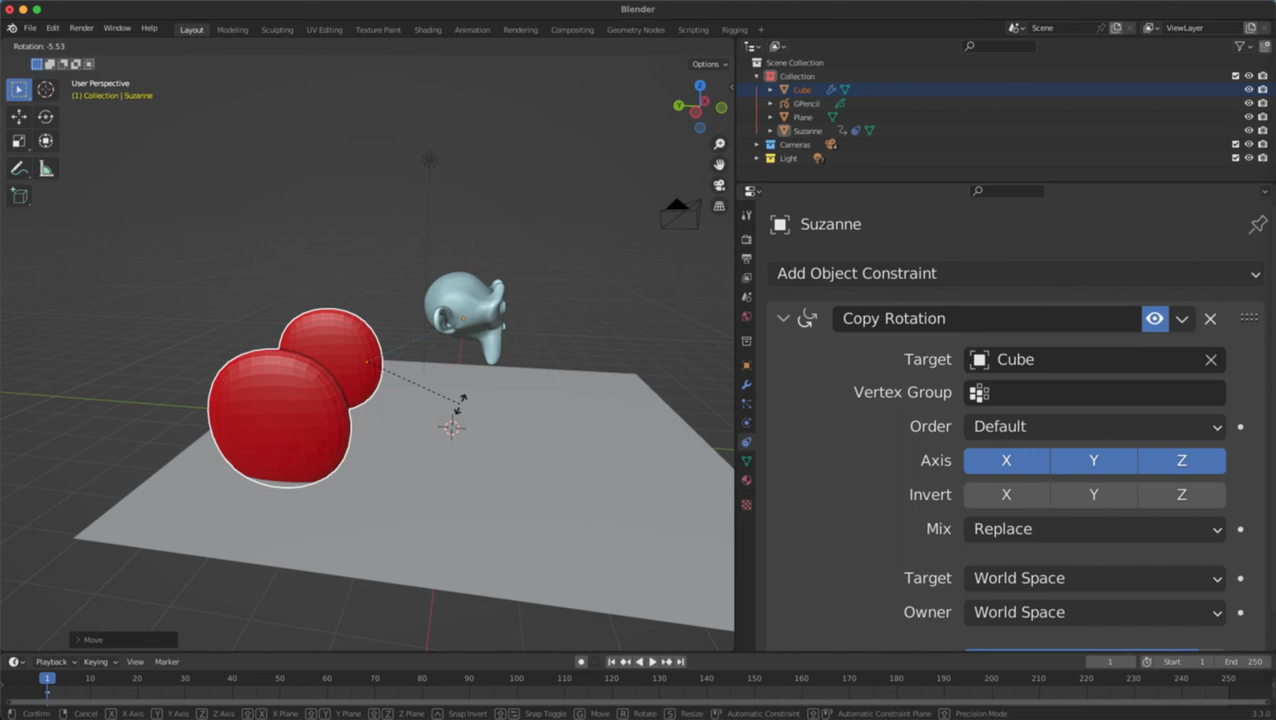 Blender
File Edit Render Window Help Layout Modeling Sculpting UV Editing Texture Paint Shading Animation Rendering Compositing Geometry Nodes Scripting Rigging + Scene ViewLayer
Rotation: -5.53
Options
User Perspective
(1) Collection | Suzanne
Z
Y
X
Scene Collection
Collection
Cube
GPencil
Plane
Suzanne
Cameras
Light
Suzanne
Add Object Constraint
Copy Rotation
Target Cube
Vertex Group
Order Default
Axis X Y Z
Invert X Y Z
Mix Replace
Target World Space
Owner World Space
Move
Playback Keying View Marker 1 Start 1 End 250
1 10 20 30 40 50 60 70 80 90 100 110 120 130 140 150 160 170 180 190 200 210 220 230 240 250
Confirm Cancel X X Axis Y Y Axis Z Z Axis X X Plane Y Y Plane Z Z Plane Snap Invert Snap Toggle G Move R Rotate S Resize Automatic Constraint Automatic Constraint Plane Precision Mode 3.3.0